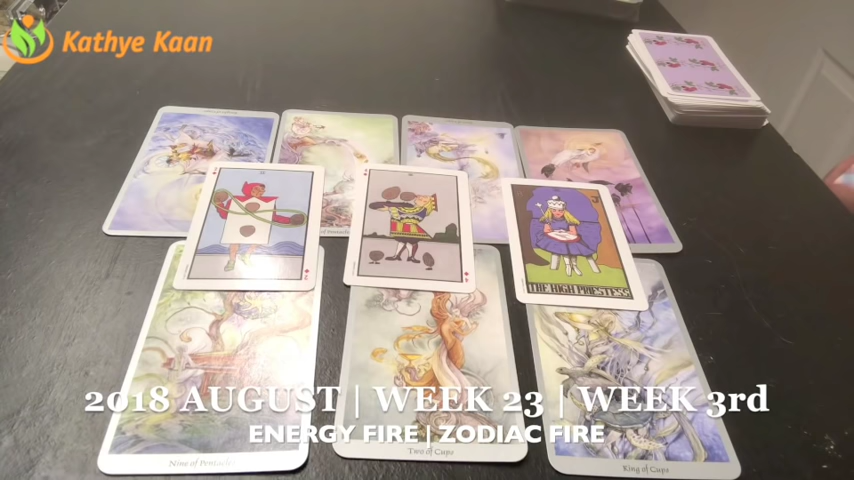 Kathye Kaan
THE HIGH PRIESTESS
2018 AUGUST | WEEK 23 | WEEK 3rd
ENERGY FIRE | ZODIAC FIRE
Nine of Pentacles
Two of Cups
King of Cups